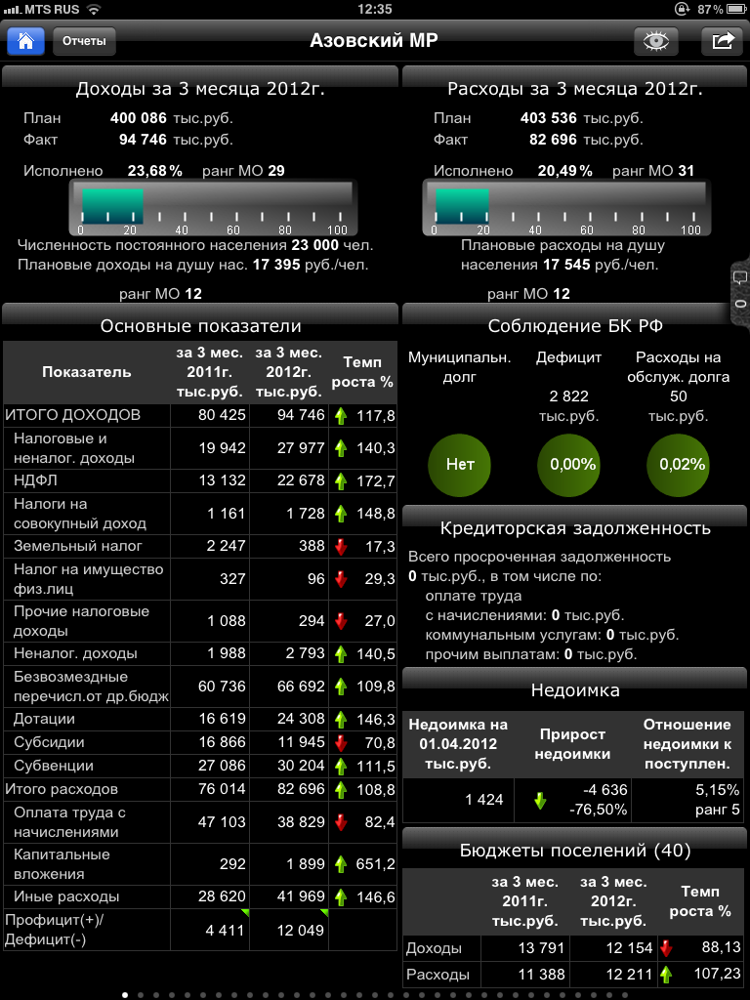 MTS RUS 12:35 87%
Отчеты Азовский МР
Доходы за 3 месяца 2012г.
План 400 086 тыс.руб.
Факт 94 746 тыс.руб.
Исполнено 23,68% ранг МО 29
0 20 40 60 80 100
Численность постоянного населения 23 000 чел.
Плановые доходы на душу нас. 17 395 руб./чел.
ранг МО 12
Расходы за 3 месяца 2012г.
План 403 536 тыс.руб.
Факт 82 696 тыс.руб.
Исполнено 20,49% ранг МО 31
0 20 40 60 80 100
Плановые расходы на душу
населения 17 545 руб./чел.
ранг МО 12
0
Основные показатели
Показатель
за 3 мес.
2011г.
тыс.руб.
за 3 мес.
2012г.
тыс.руб.
Темп
роста %
ИТОГО ДОХОДОВ 80 425 94 746 117,8
Налоговые и
неналог. доходы 19 942 27 977 140,3
НДФЛ 13 132 22 678 172,7
Налоги на
совокупный доход 1 161 1 728 148,8
Земельный налог 2 247 388 17,3
Налог на имущество
физ.лиц 327 96 29,3
Прочие налоговые
доходы 1 088 294 27,0
Неналог. доходы 1 988 2 793 140,5
Безвозмездные
перечисл.от др.бюдж 60 736 66 692 109,8
Дотации 16 619 24 308 146,3
Субсидии 16 866 11 945 70,8
Субвенции 27 086 30 204 111,5
Итого расходов 76 014 82 696 108,8
Оплата труда с
начислениями 47 103 38 829 82,4
Капитальные
вложения 292 1 899 651,2
Иные расходы 28 620 41 969 146,6
Профицит(+)/
Дефицит(-) 4 411 12 049
Соблюдение БК РФ
Муниципальн.
долг
Нет
Дефицит
2 822
тыс.руб.
0,00%
Расходы на
обслуж. долга
50
тыс.руб.
0,02%
Кредиторская задолженность
Всего просроченная задолженность
0 тыс.руб., в том числе по:
оплате труда
с начислениями: 0 тыс.руб.
коммунальным услугам: 0 тыс.руб.
прочим выплатам: 0 тыс.руб.
Недоимка
Недоимка на
01.04.2012
тыс.руб.
Прирост
недоимки
Отношение
недоимки к
поступлен.
1 424
-4 636
-76,50%
5,15%
ранг 5
Бюджеты поселений (40)
за 3 мес.
2011г.
тыс.руб.
за 3 мес.
2012г.
тыс.руб.
Темп
роста %
Доходы 13 791 12 154 88,13
Расходы 11 388 12 211 107,23